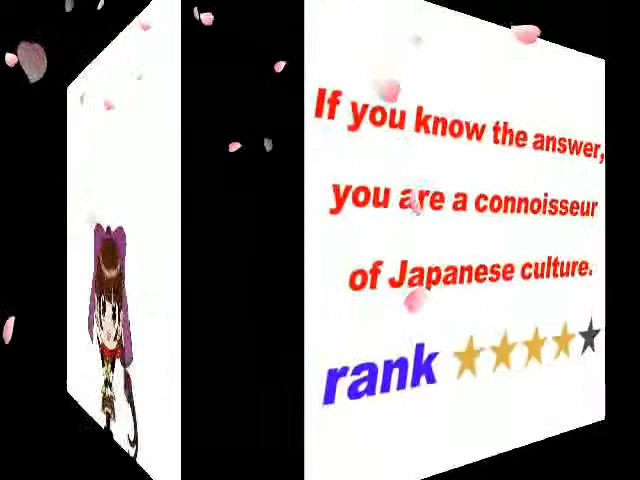 If you know the answer,
you are a connoisseur
of Japanese culture.
rank ★★★★★